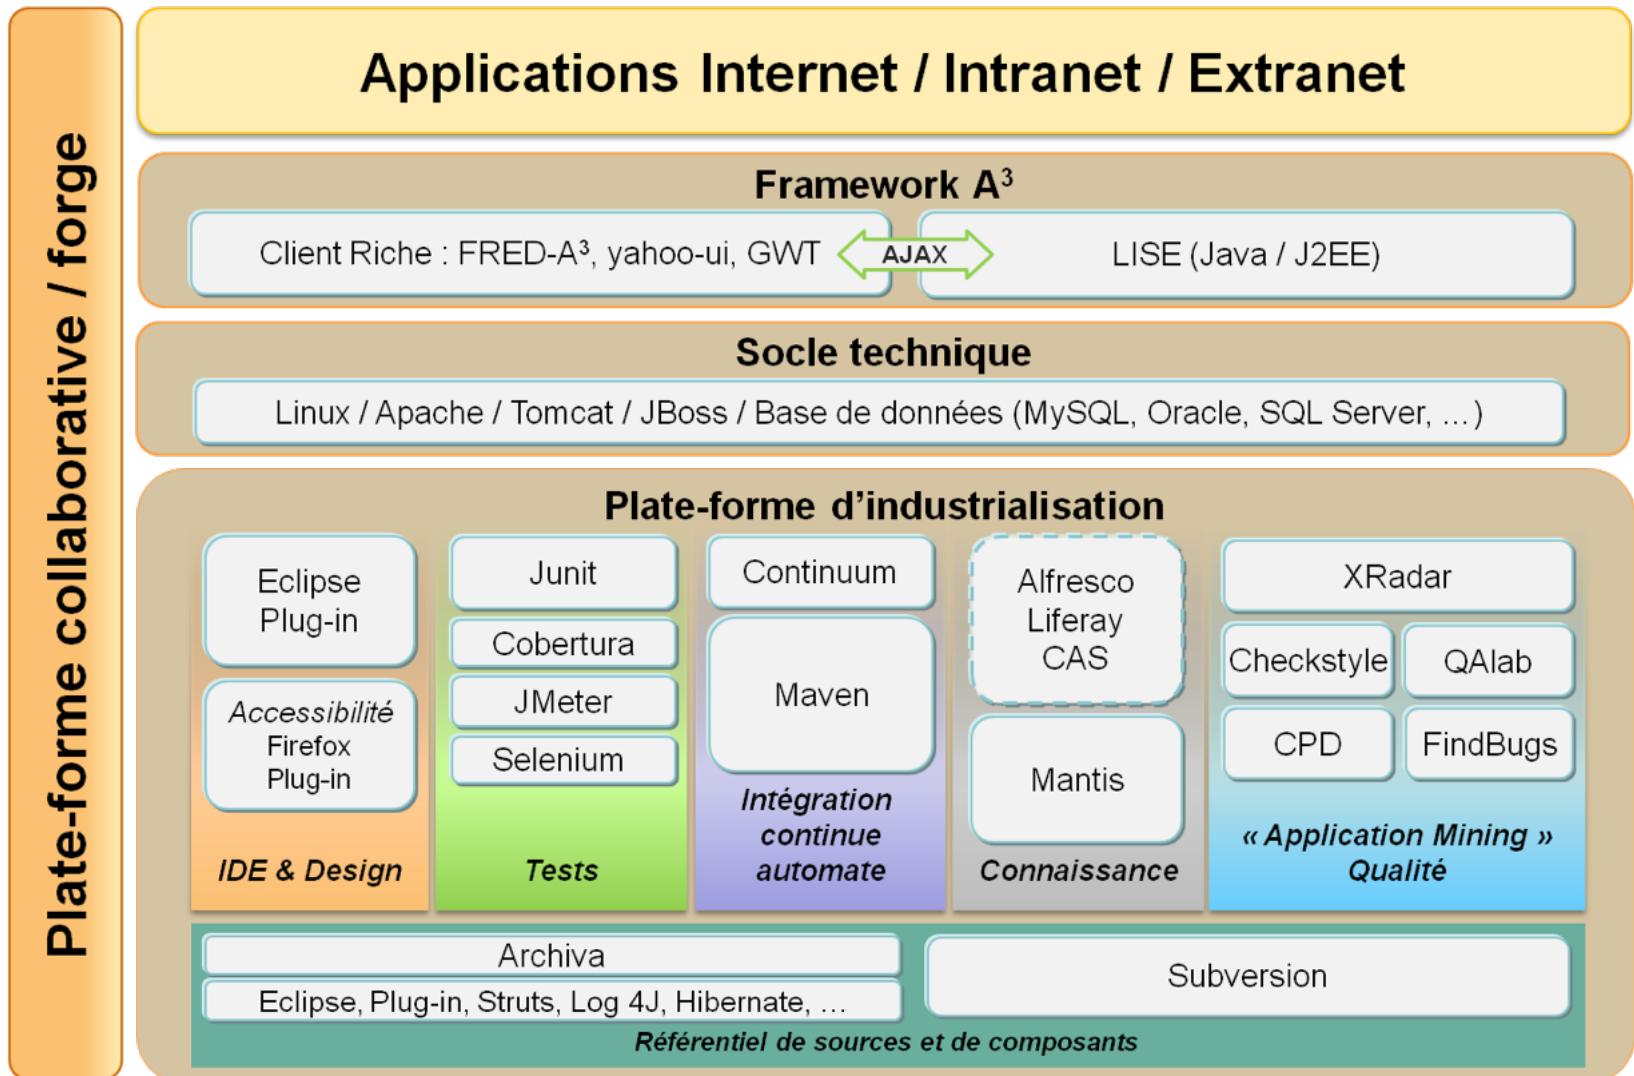 Plate-forme collaborative / forge
Applications Internet / Intranet / Extranet
Framework A³
Client Riche : FRED-A³, yahoo-ui, GWT
AJAX
LISE (Java / J2EE)
Socle technique
Linux / Apache / Tomcat / JBoss / Base de données (MySQL, Oracle, SQL Server, …)
Plate-forme d’industrialisation
Eclipse
Plug-in
Accessibilité
Firefox
Plug-in
IDE & Design
Junit
Cobertura
JMeter
Selenium
Tests
Continuum
Maven
Intégration
continue
automate
Alfresco
Liferay
CAS
Mantis
Connaissance
XRadar
Checkstyle
QAlab
CPD
FindBugs
« Application Mining »
Qualité
Archiva
Eclipse, Plug-in, Struts, Log 4J, Hibernate, …
Subversion
Référentiel de sources et de composants